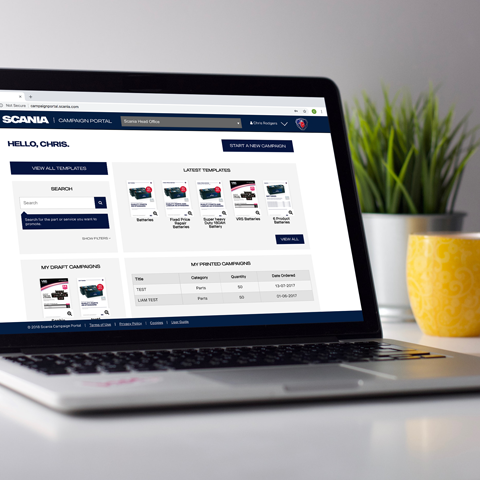 Not Secure campaignportal.scania.com
SCANIA CAMPAIGN PORTAL Scania Head Office Chris Rodgers
HELLO, CHRIS.
START A NEW CAMPAIGN
VIEW ALL TEMPLATES
SEARCH
Search
Search for the part or service you want to promote.
SHOW FILTERS
LATEST TEMPLATES
Batteries
Fixed Price Repair Batteries
Super Heavy Duty 180Ah Battery
VRS Batteries
E Product Batteries
VIEW ALL
MY DRAFT CAMPAIGNS
MY PRINTED CAMPAIGNS
Title Category Quantity Date Ordered
TEST Parts 50 13-07-2017
LIAM TEST Parts 50 01-06-2017
© 2018 Scania Campaign Portal | Terms of Use | Privacy Policy | Cookies | User Guide